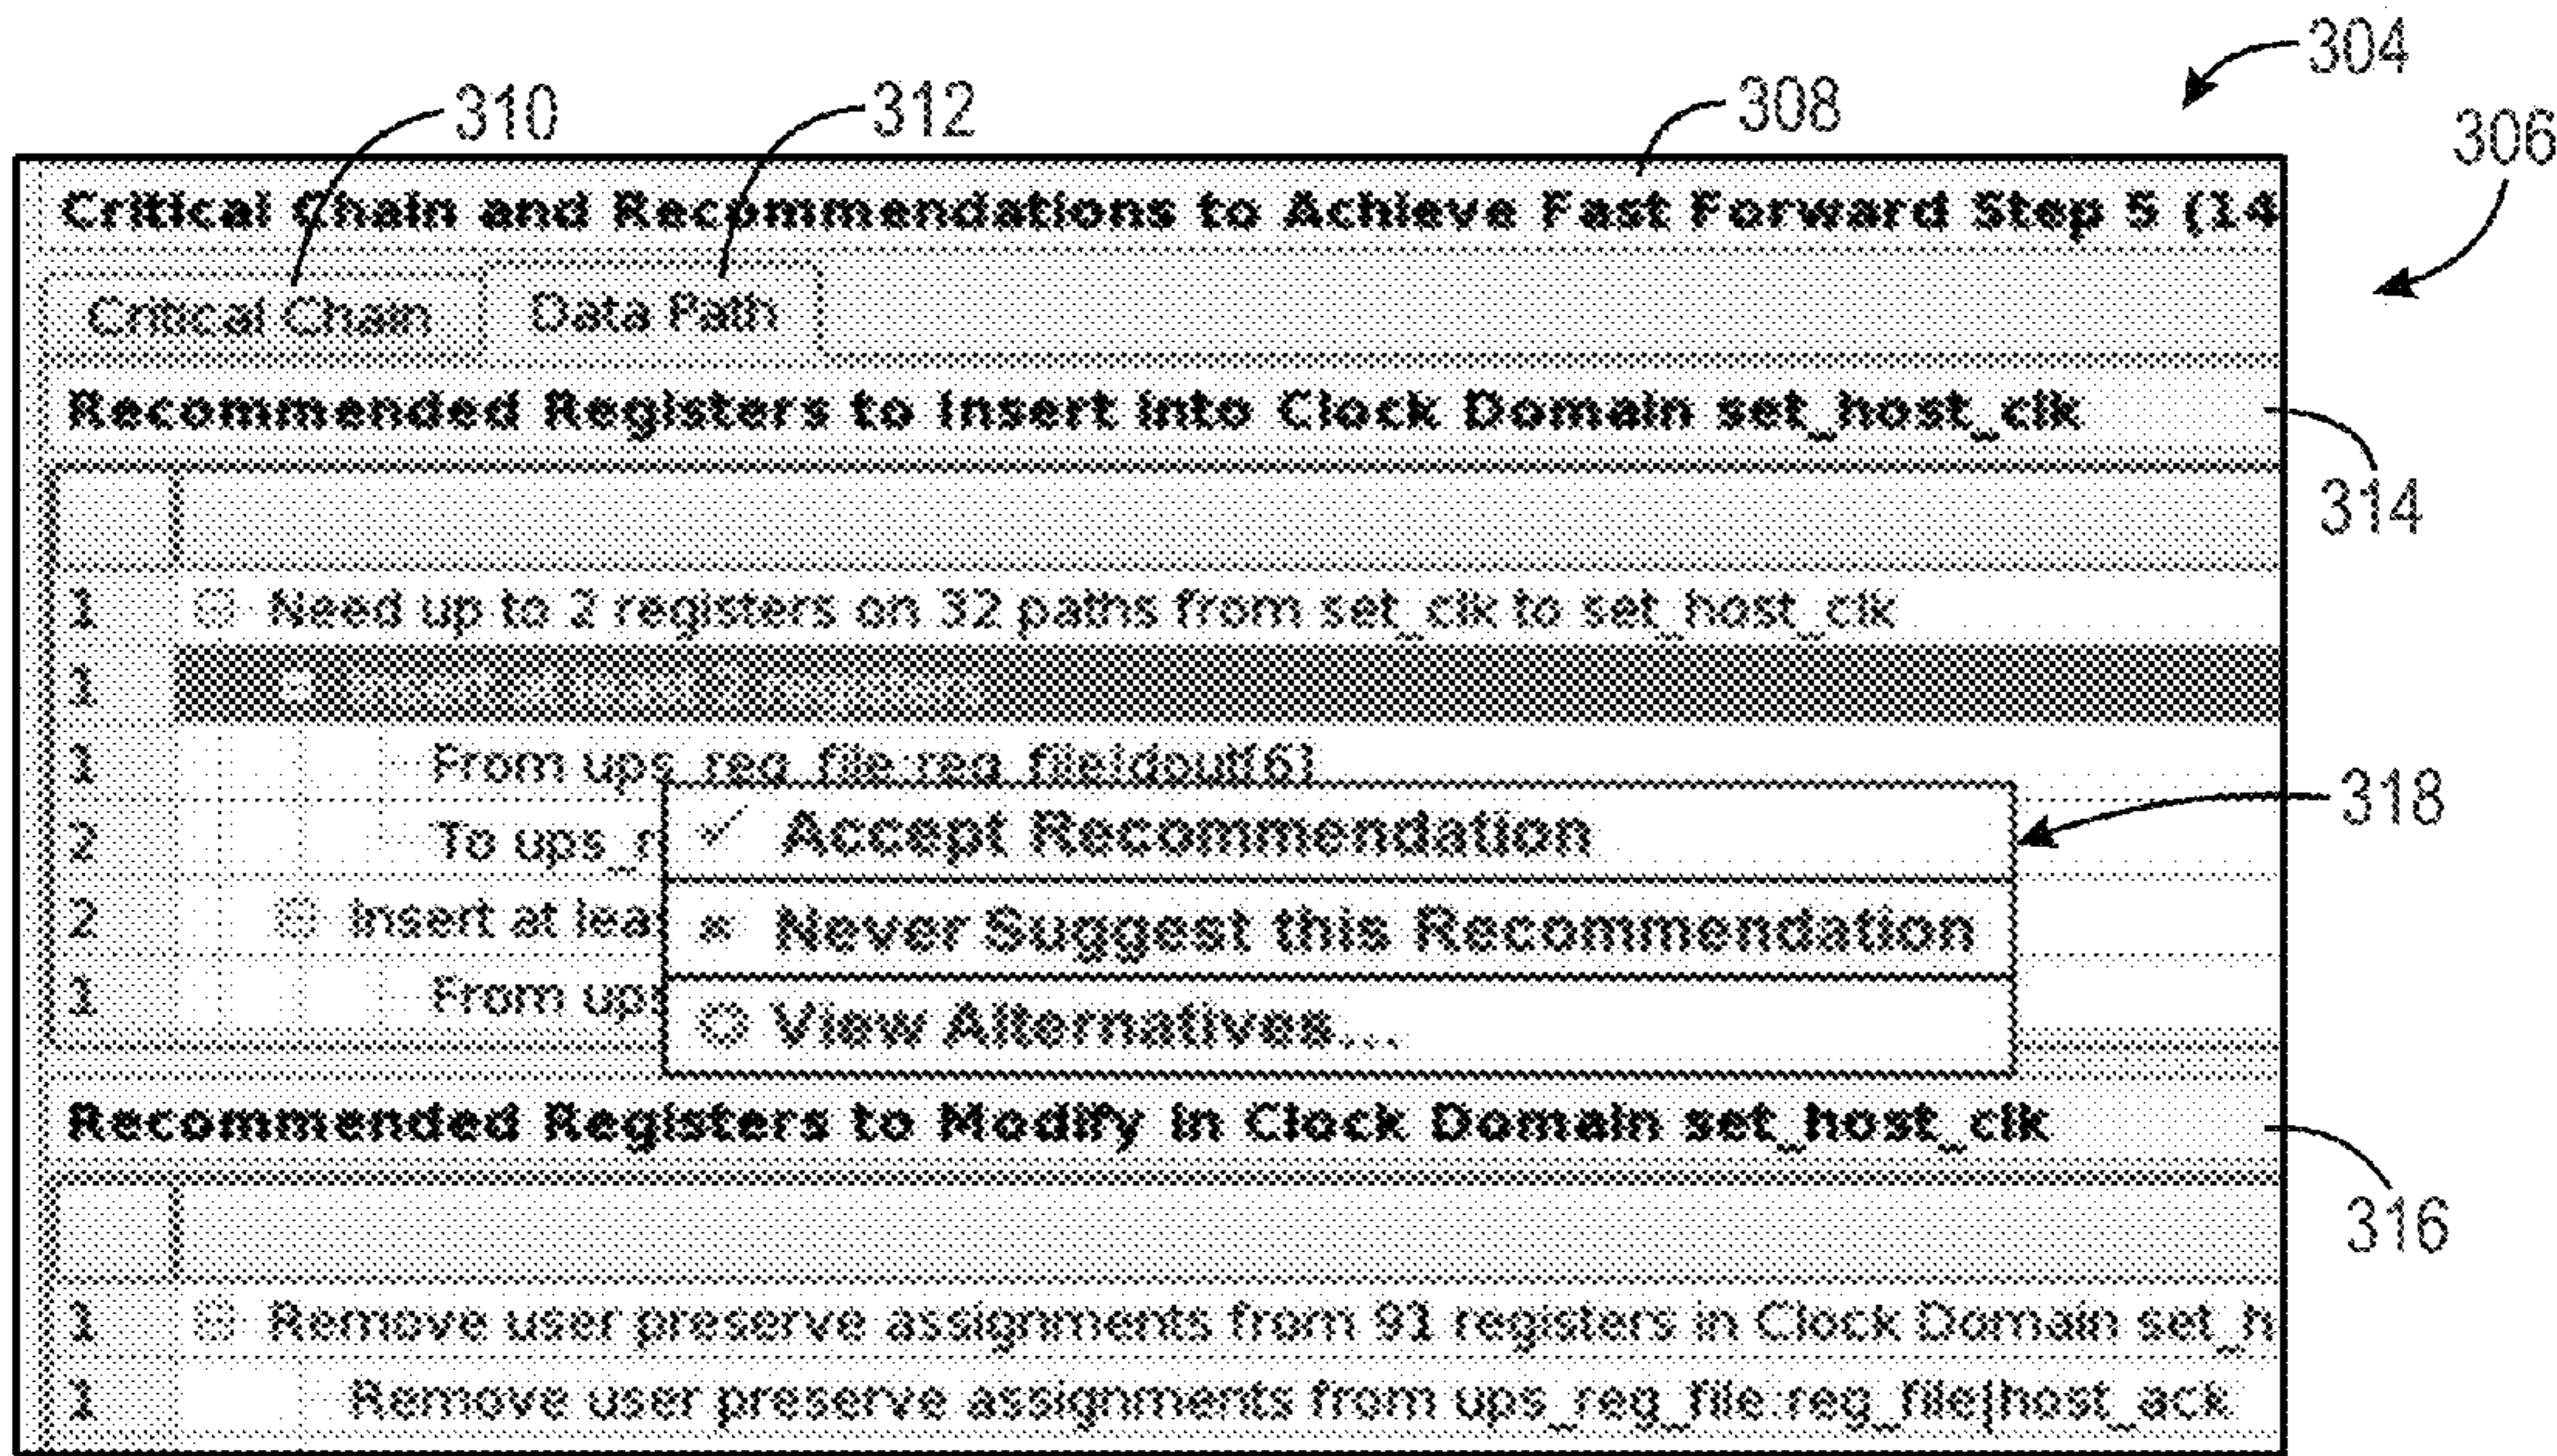 304
310
312
308
306
Critical Chain and Recommendations to Achieve Fast Forward Step 5 (14
Critical Chain
Data Path
Recommended Registers to Insert into Clock Domain set_host_clk
314
1 Need up to 2 registers on 32 paths from set_clk to set_host_clk
1
1 From ups_reg_file:reg_file|dout[6]
318
✓ Accept Recommendation
2 To ups_r
2 Insert at leas
× Never Suggest this Recommendation
1 From ups
View Alternatives...
Recommended Registers to Modify in Clock Domain set_host_clk
316
1 Remove user preserve assignments from 91 registers in Clock Domain set_h
1 Remove user preserve assignments from ups_reg_file:reg_file|host_ack